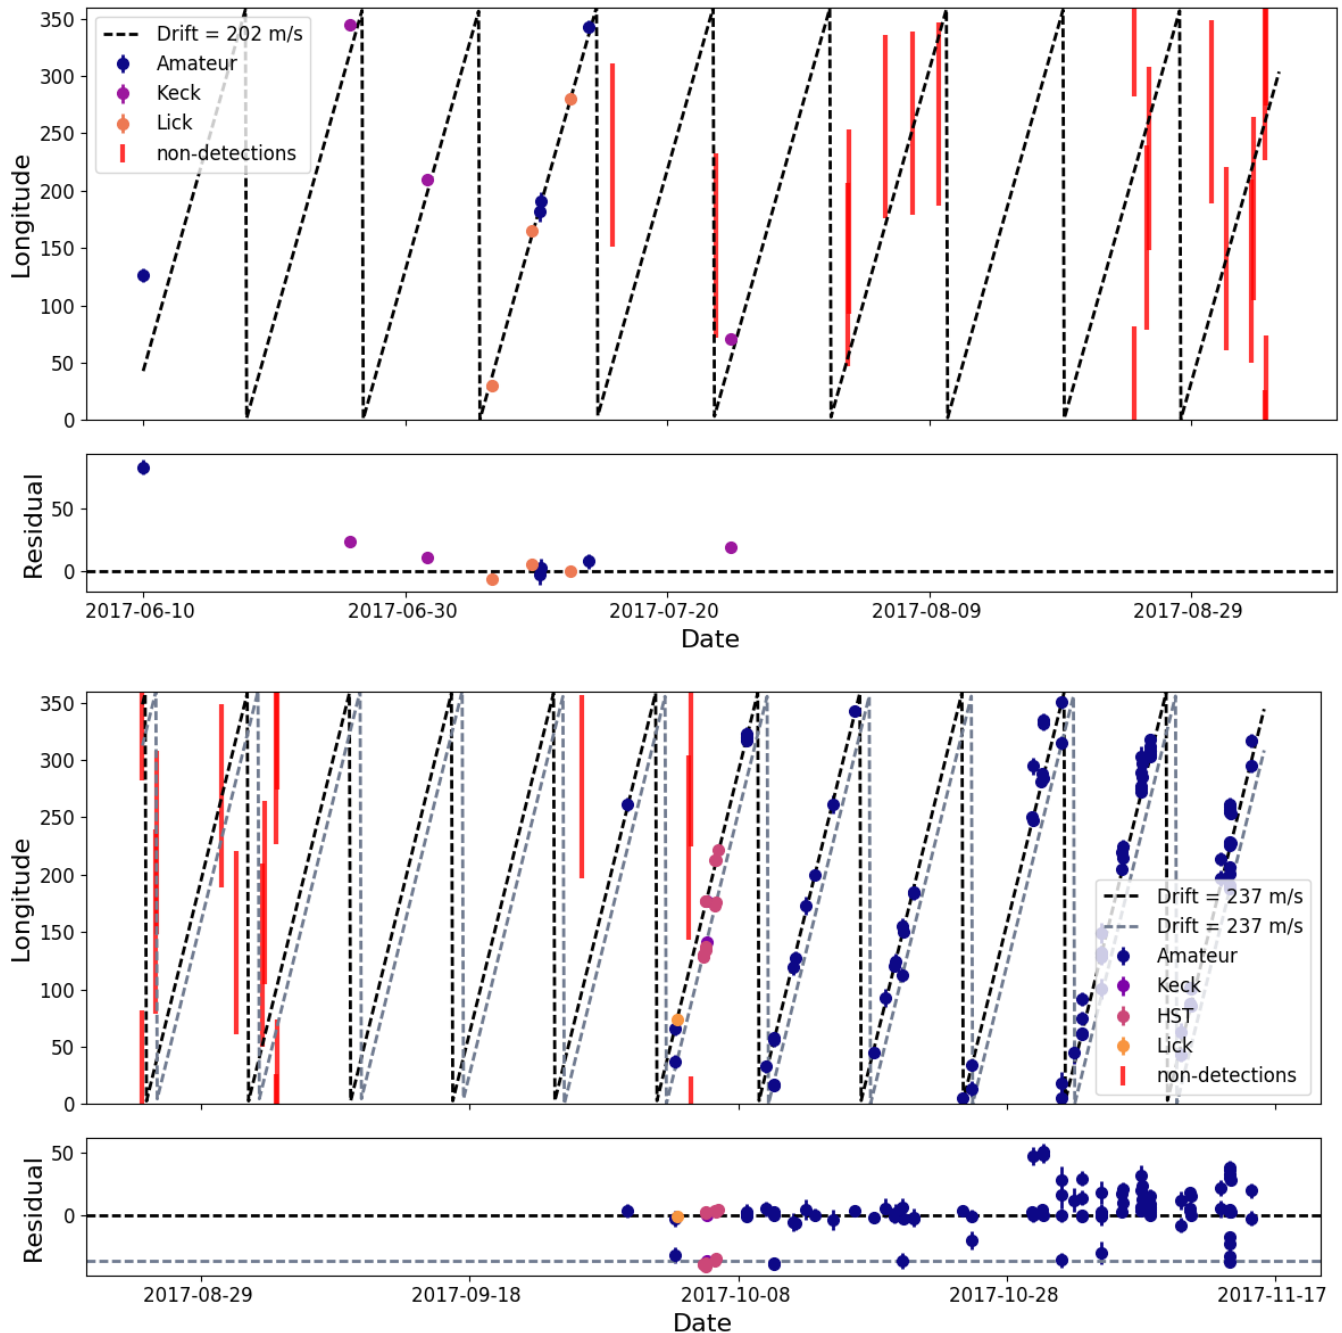 350
300
250
200
150
100
50
0
Longitude
Drift = 202 m/s
Amateur
Keck
Lick
non-detections
50
0
Residual
2017-06-10 2017-06-30 2017-07-20 2017-08-09 2017-08-29
Date
350
300
250
200
150
100
50
0
Longitude
Drift = 237 m/s
Drift = 237 m/s
Amateur
Keck
HST
Lick
non-detections
50
0
Residual
2017-08-29 2017-09-18 2017-10-08 2017-10-28 2017-11-17
Date